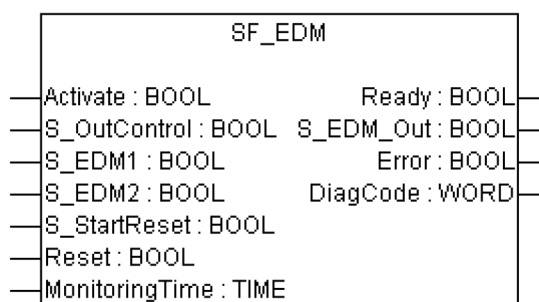 SF_EDM
Activate : BOOL Ready : BOOL
S_OutControl : BOOL S_EDM_Out : BOOL
S_EDM1 : BOOL Error : BOOL
S_EDM2 : BOOL DiagCode : WORD
S_StartReset : BOOL
Reset : BOOL
MonitoringTime : TIME